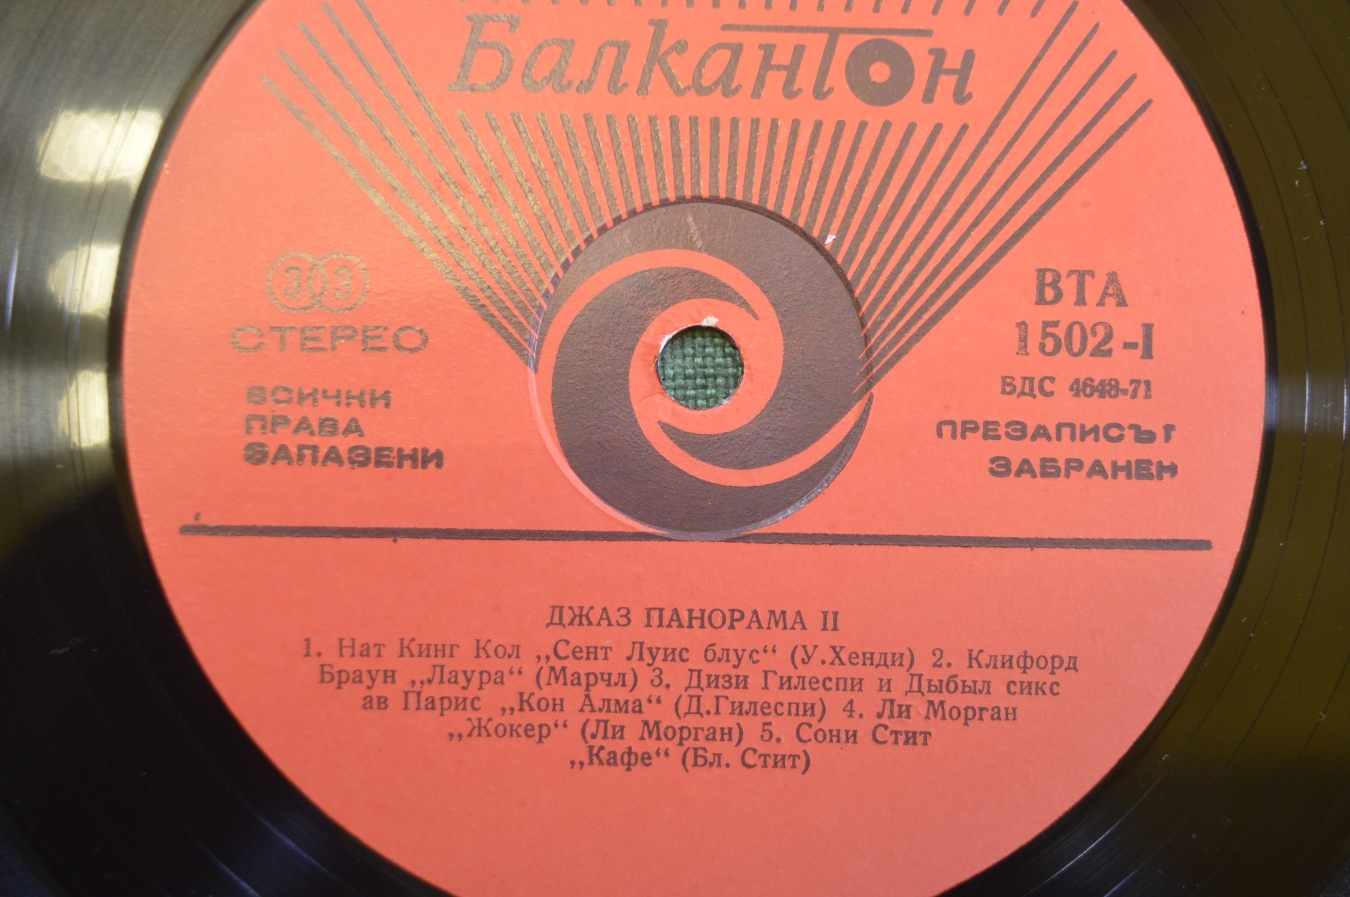 Балкантон
33
СТЕРЕО
ВСИЧКИ
ПРАВА
ЗАПАЗЕНИ
ВТА
1502-I
БДС 4648-71
ПРЕЗАПИСЪТ
ЗАБРАНЕН
ДЖАЗ ПАНОРАМА II
1. Нат Кинг Кол „Сент Луис блус“ (У.Хенди) 2. Клифорд
Браун „Лаура“ (Марчл) 3. Дизи Гилеспи и Дыбыл сикс
ав Парис „Кон Алма“ (Д.Гилеспи) 4. Ли Морган
„Жокер“ (Ли Морган) 5. Сони Стит
„Кафе“ (Бл. Стит)